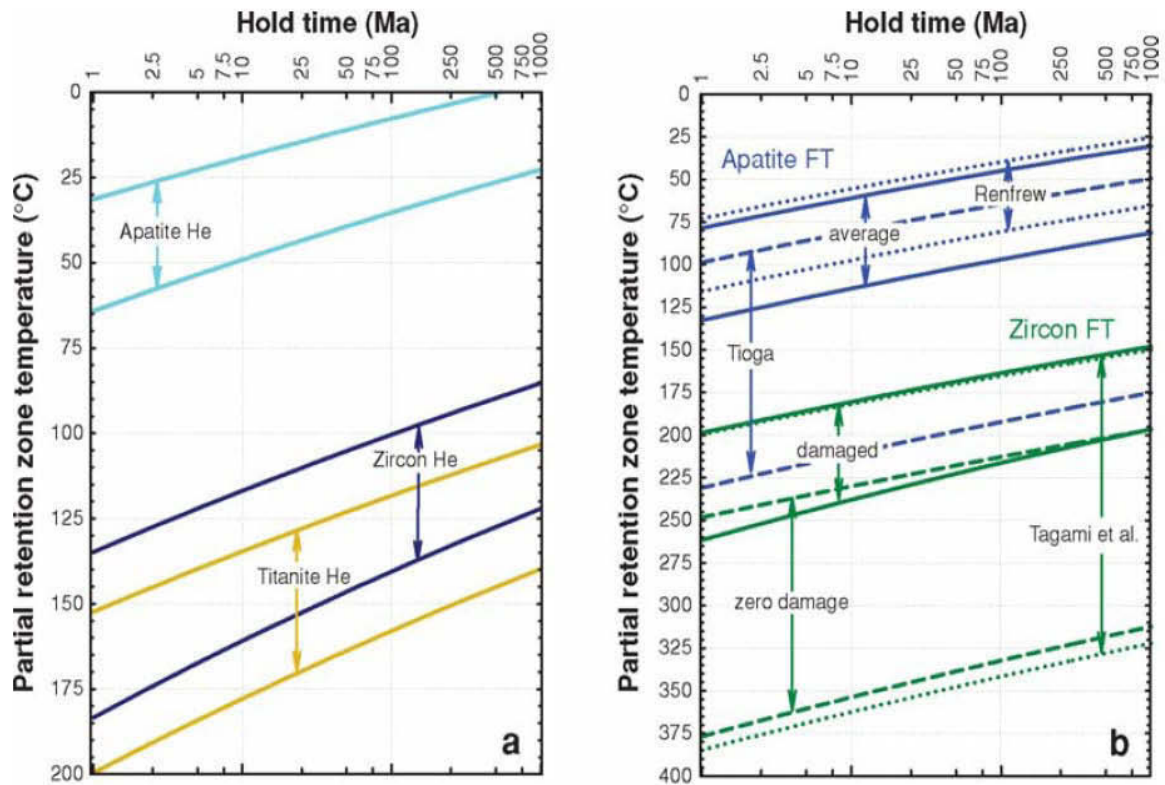 Hold time (Ma)
1 2.5 5 7.5 10 25 50 75 100 250 500 750 1000
Partial retention zone temperature (°C)
0
25
50
75
100
125
150
175
200
Apatite He
Zircon He
Titanite He
a
Hold time (Ma)
1 2.5 5 7.5 10 25 50 75 100 250 500 750 1000
Partial retention zone temperature (°C)
0
25
50
75
100
125
150
175
200
225
250
275
300
325
350
375
400
Apatite FT
Renfrew
average
Tioga
Zircon FT
damaged
Tagami et al.
zero damage
b